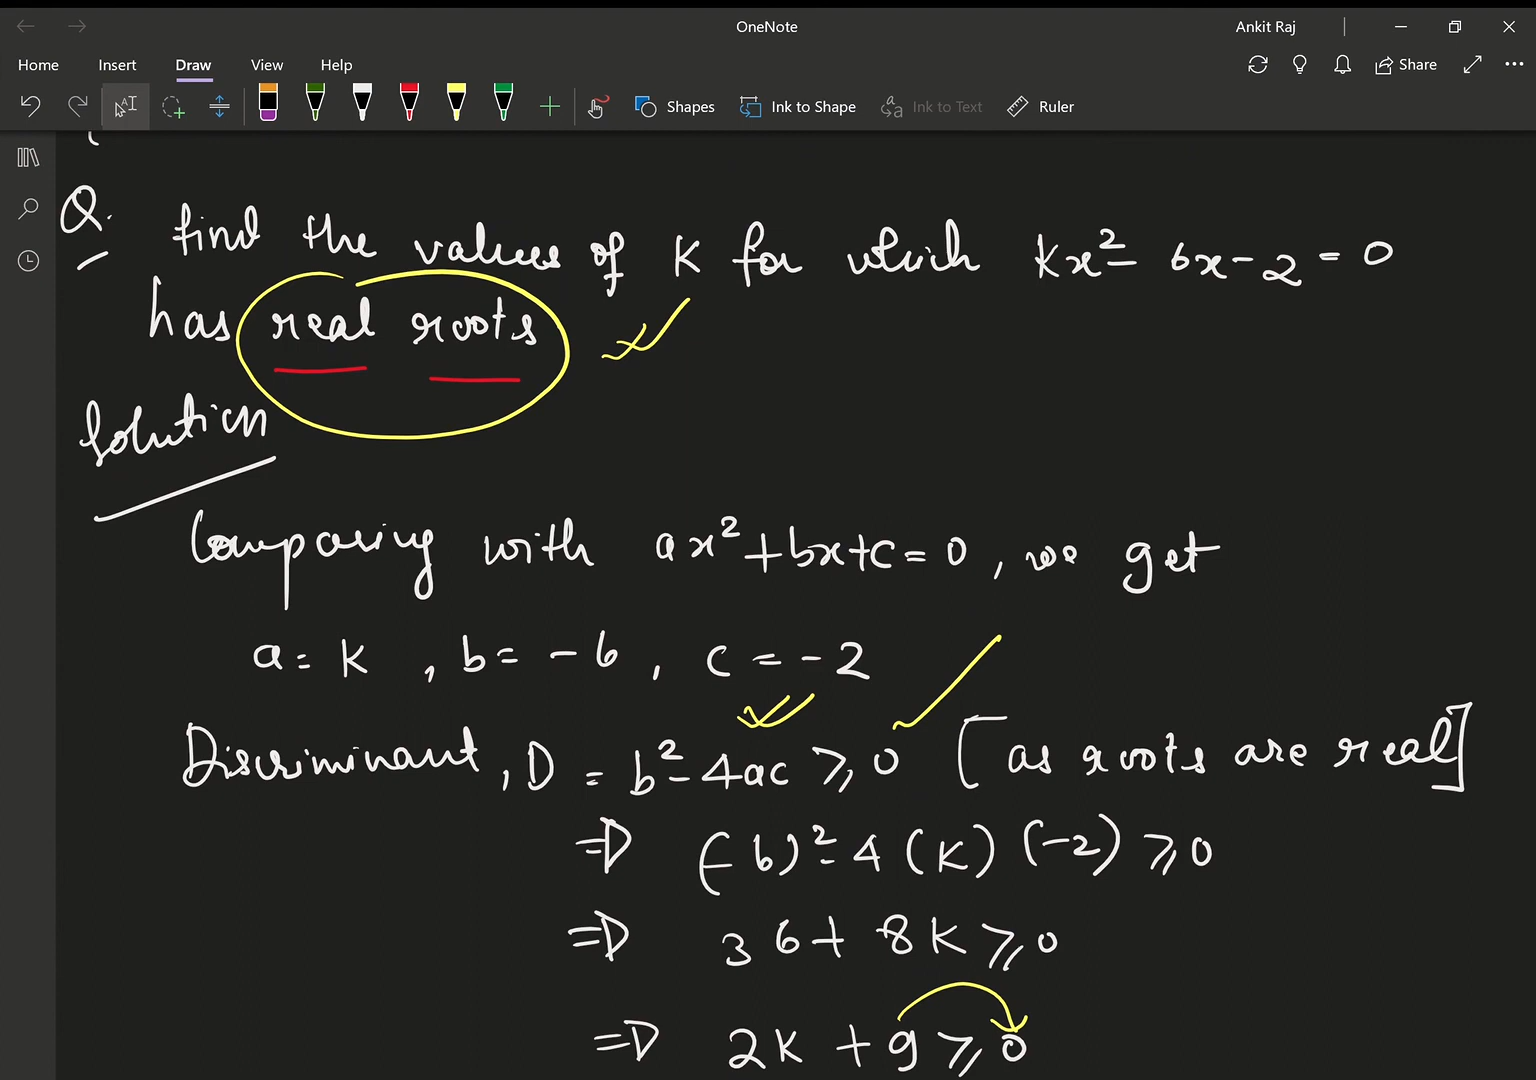 OneNote
Ankit Raj
Home Insert Draw View Help
Share
Shapes Ink to Shape Ink to Text Ruler
Q. find the values of K for which kx² - 6x - 2 = 0
has real roots
Solution
Comparing with ax² + bx + c = 0, we get
a = K, b = -6, c = -2
Discriminant, D = b² - 4ac ⩾ 0 [as roots are real]
=> (-6)² - 4(K)(-2) ⩾ 0
=> 36 + 8K ⩾ 0
=> 2K + 9 ⩾ 0